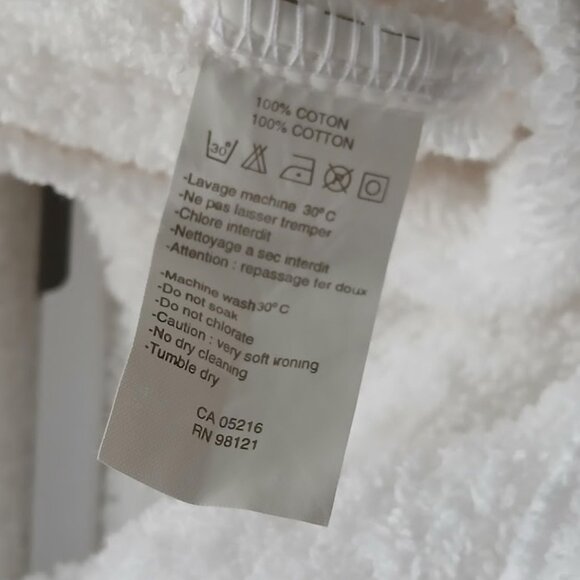 100% COTON
100% COTTON
30°
-Lavage machine 30°C
-Ne pas laisser tremper
-Chlore interdit
-Nettoyage a sec interdit
-Attention : repassage fer doux
-Machine wash30°C
-Do not soak
-Do not chlorate
-Caution : very soft ironing
-No dry cleaning
-Tumble dry
CA 05216
RN 98121